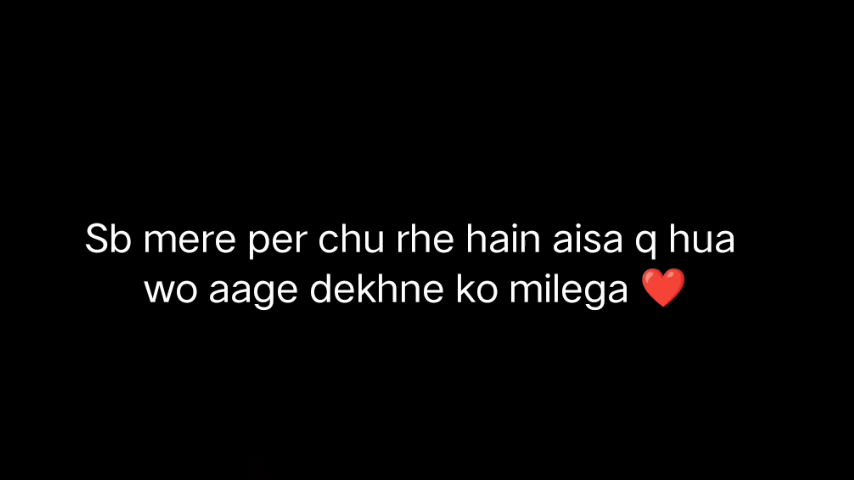 Sb mere per chu rhe hain aisa q hua
wo aage dekhne ko milega ❤️